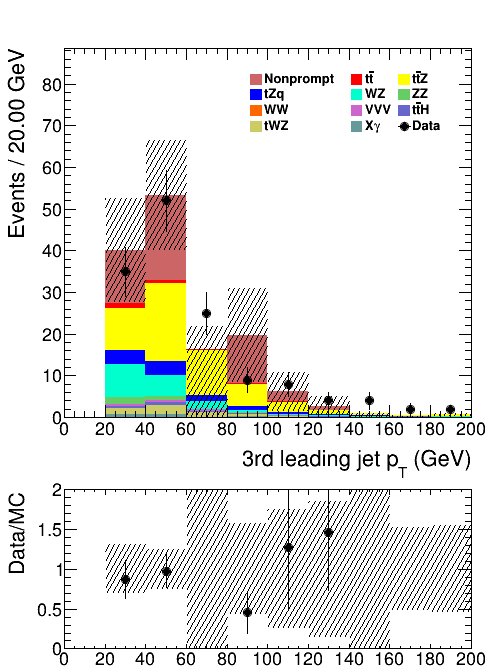 Events / 20.00 GeV
80
70
60
50
40
30
20
10
0
Nonprompt tt̄ tt̄Z
tZq WZ ZZ
WW VVV tt̄H
tWZ Xγ Data
0 20 40 60 80 100 120 140 160 180 200
3rd leading jet p_T (GeV)
Data/MC
2
1.5
1
0.5
0
0 20 40 60 80 100 120 140 160 180 200